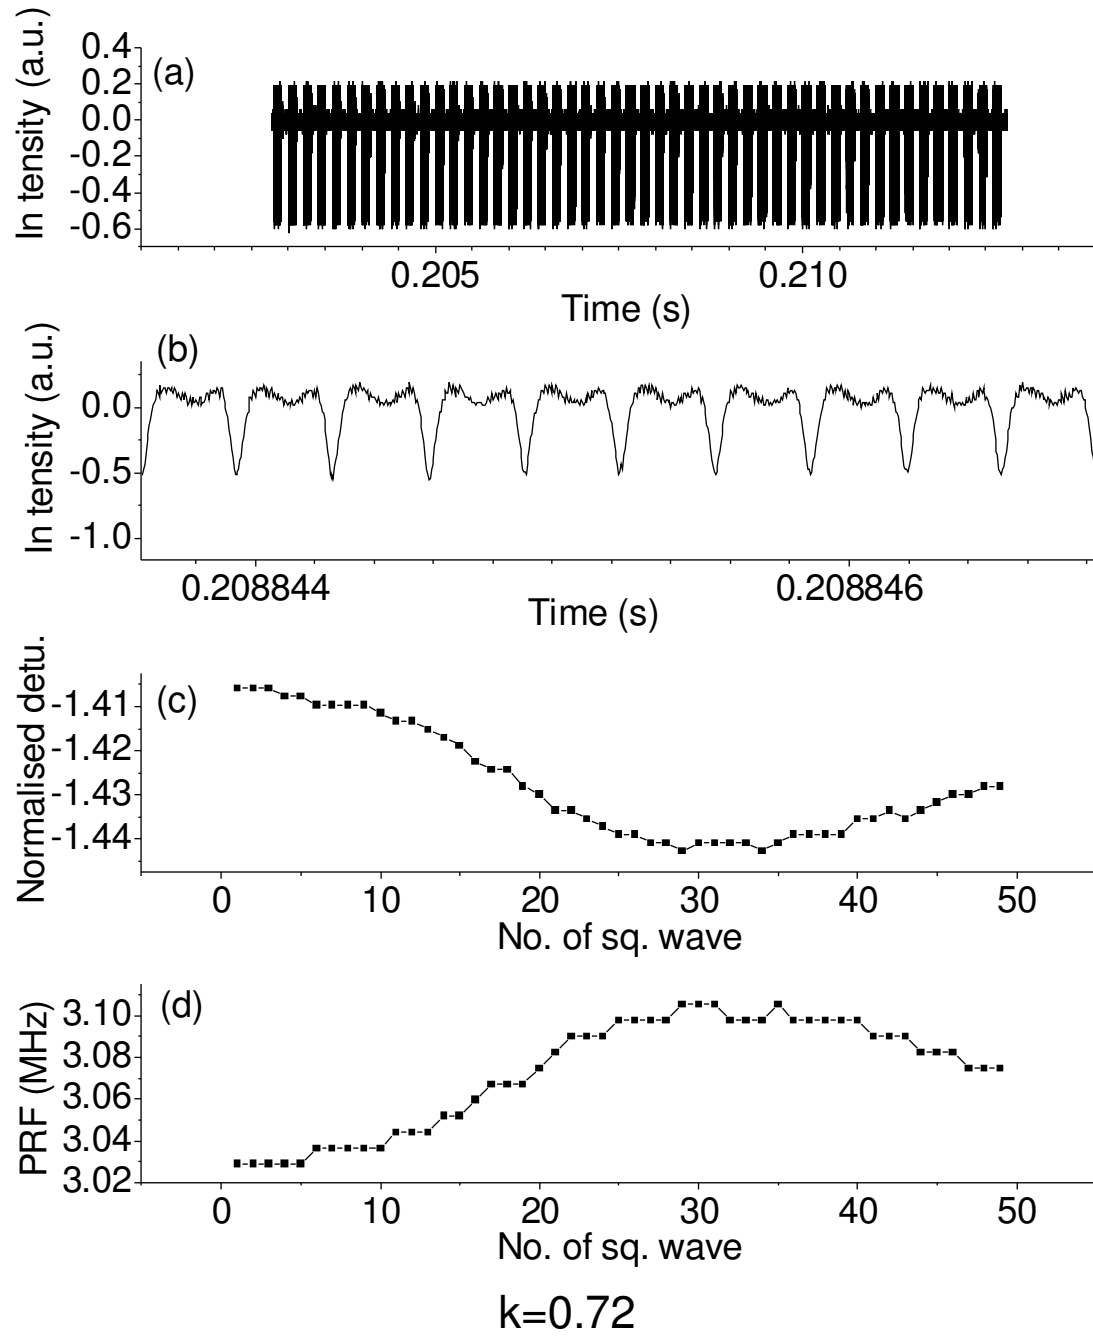 In tensity (a.u.)
(a)
0.4
0.2
0.0
-0.2
-0.4
-0.6
0.205 0.210
Time (s)
In tensity (a.u.)
(b)
0.0
-0.5
-1.0
0.208844 0.208846
Time (s)
Normalised detu.
(c)
-1.41
-1.42
-1.43
-1.44
0 10 20 30 40 50
No. of sq. wave
PRF (MHz)
(d)
3.10
3.08
3.06
3.04
3.02
0 10 20 30 40 50
No. of sq. wave
k=0.72